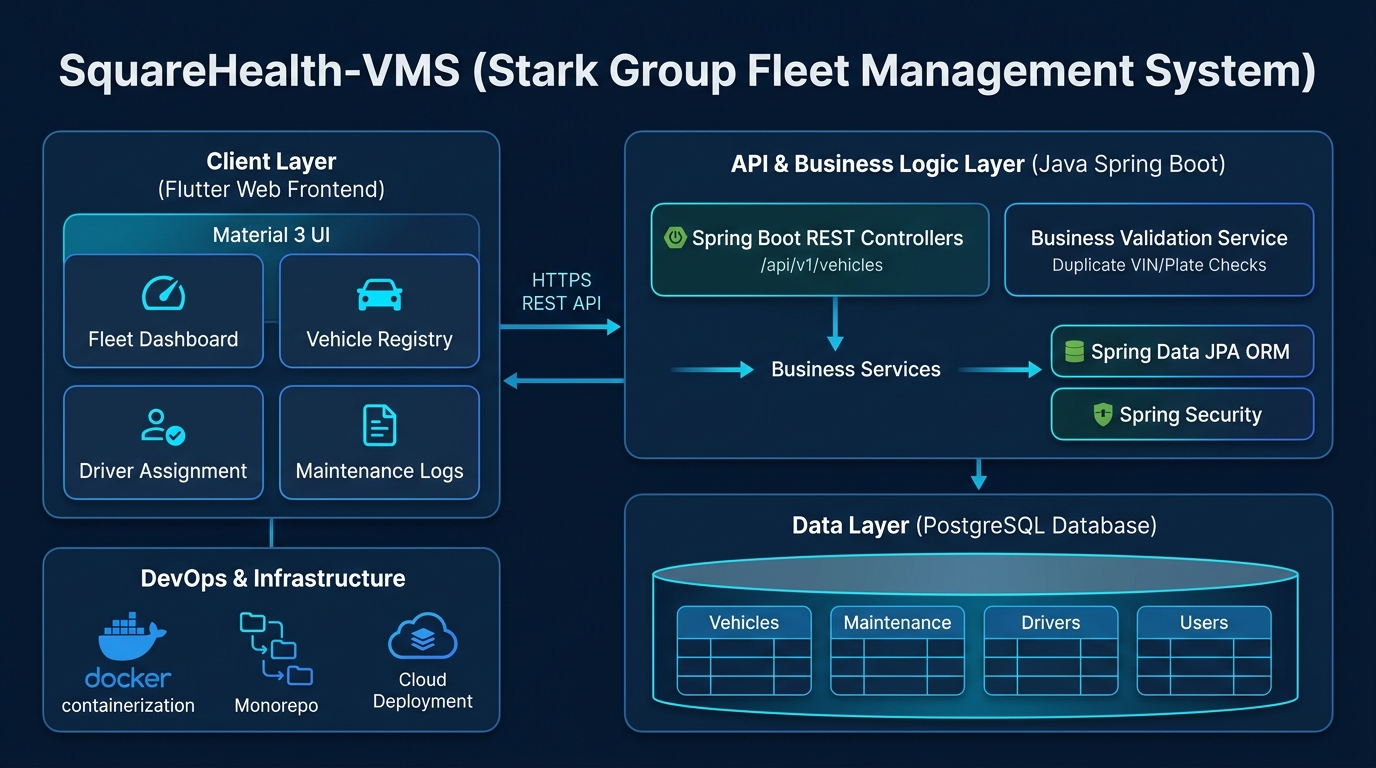 SquareHealth-VMS (Stark Group Fleet Management System)
Client Layer
(Flutter Web Frontend)
Material 3 UI
Fleet Dashboard
Vehicle Registry
Driver Assignment
Maintenance Logs
HTTPS
REST API
API & Business Logic Layer (Java Spring Boot)
Spring Boot REST Controllers
/api/v1/vehicles
Business Validation Service
Duplicate VIN/Plate Checks
Business Services
Spring Data JPA ORM
Spring Security
DevOps & Infrastructure
docker
containerization
Monorepo
Cloud
Deployment
Data Layer (PostgreSQL Database)
Vehicles
Maintenance
Drivers
Users